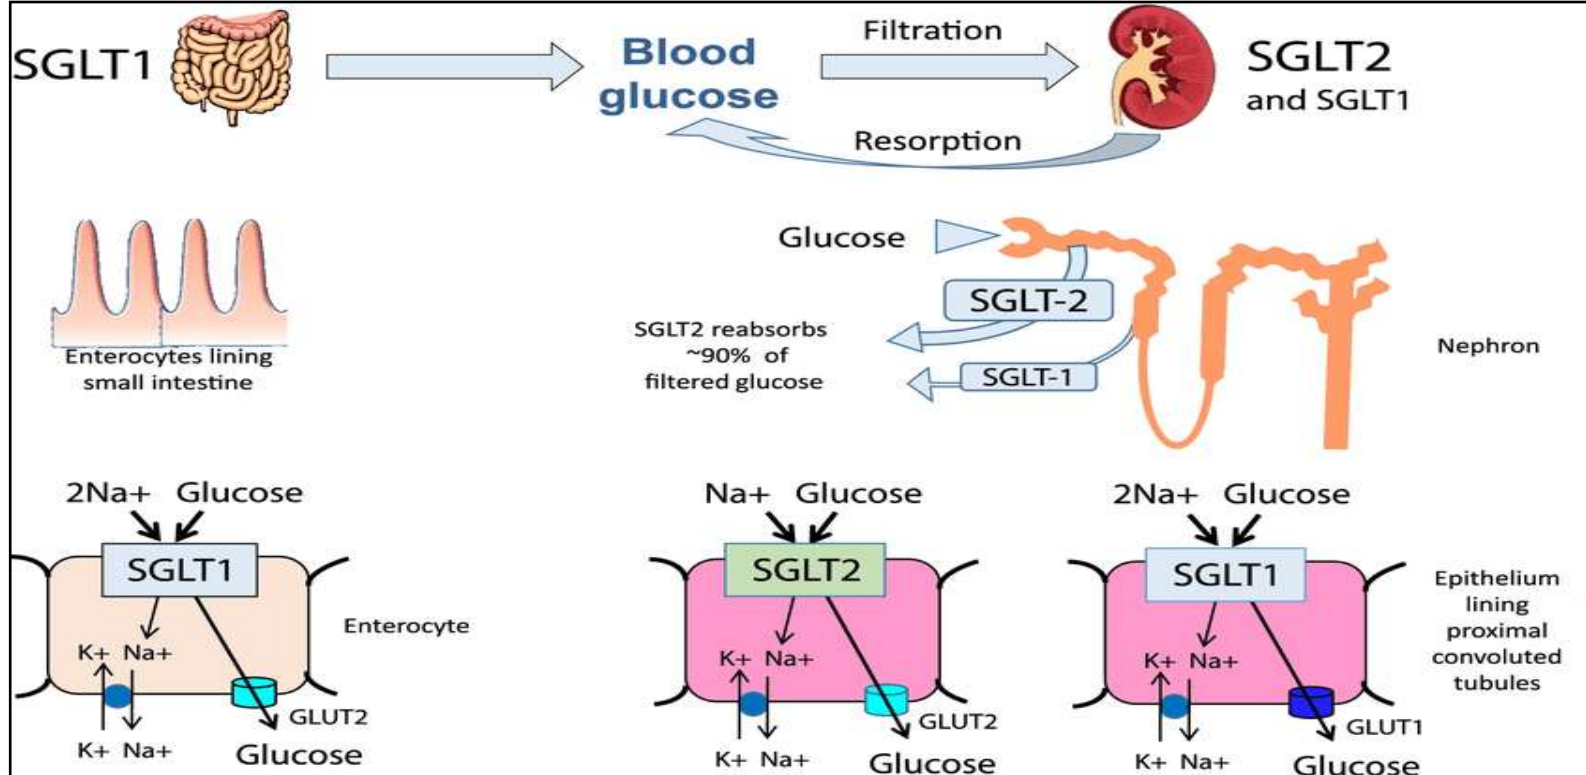 SGLT1
Blood
glucose
Filtration
SGLT2
and SGLT1
Resorption
Glucose
SGLT-2
SGLT2 reabsorbs
~90% of
filtered glucose
SGLT-1
Nephron
Enterocytes lining
small intestine
2Na+ Glucose
SGLT1
K+ Na+
Enterocyte
GLUT2
K+ Na+
Glucose
Na+ Glucose
SGLT2
K+ Na+
GLUT2
K+ Na+
Glucose
2Na+ Glucose
SGLT1
K+ Na+
GLUT1
K+ Na+
Glucose
Epithelium
lining
proximal
convoluted
tubules